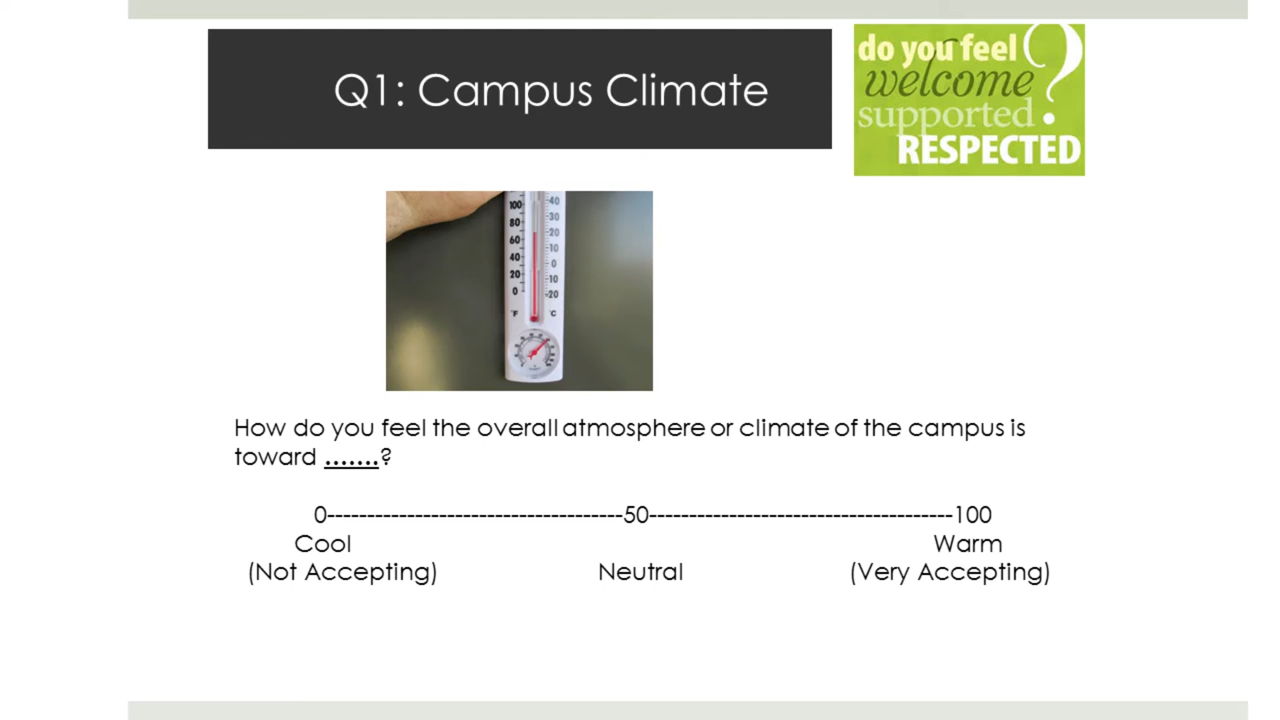 Q1: Campus Climate
do you feel
welcome
supported
RESPECTED
?
100
80
60
40
20
0
°F
40
30
20
10
0
10
-20
°C
How do you feel the overall atmosphere or climate of the campus is
toward .......?
0-------------------------------------50--------------------------------------100
Cool Warm
(Not Accepting) Neutral (Very Accepting)